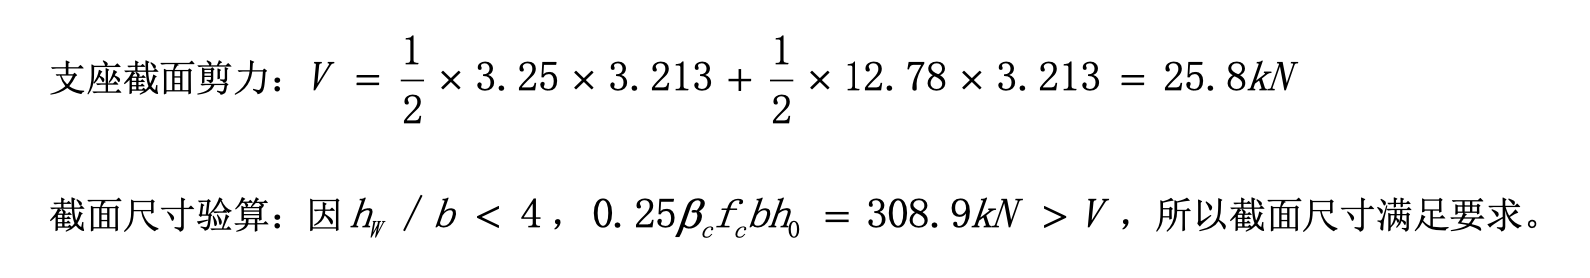 支座截面剪力：V = 1/2 × 3.25 × 3.213 + 1/2 × 12.78 × 3.213 = 25.8kN
截面尺寸验算：因 h_W / b < 4，0.25β_c f_c bh_0 = 308.9kN > V，所以截面尺寸满足要求。